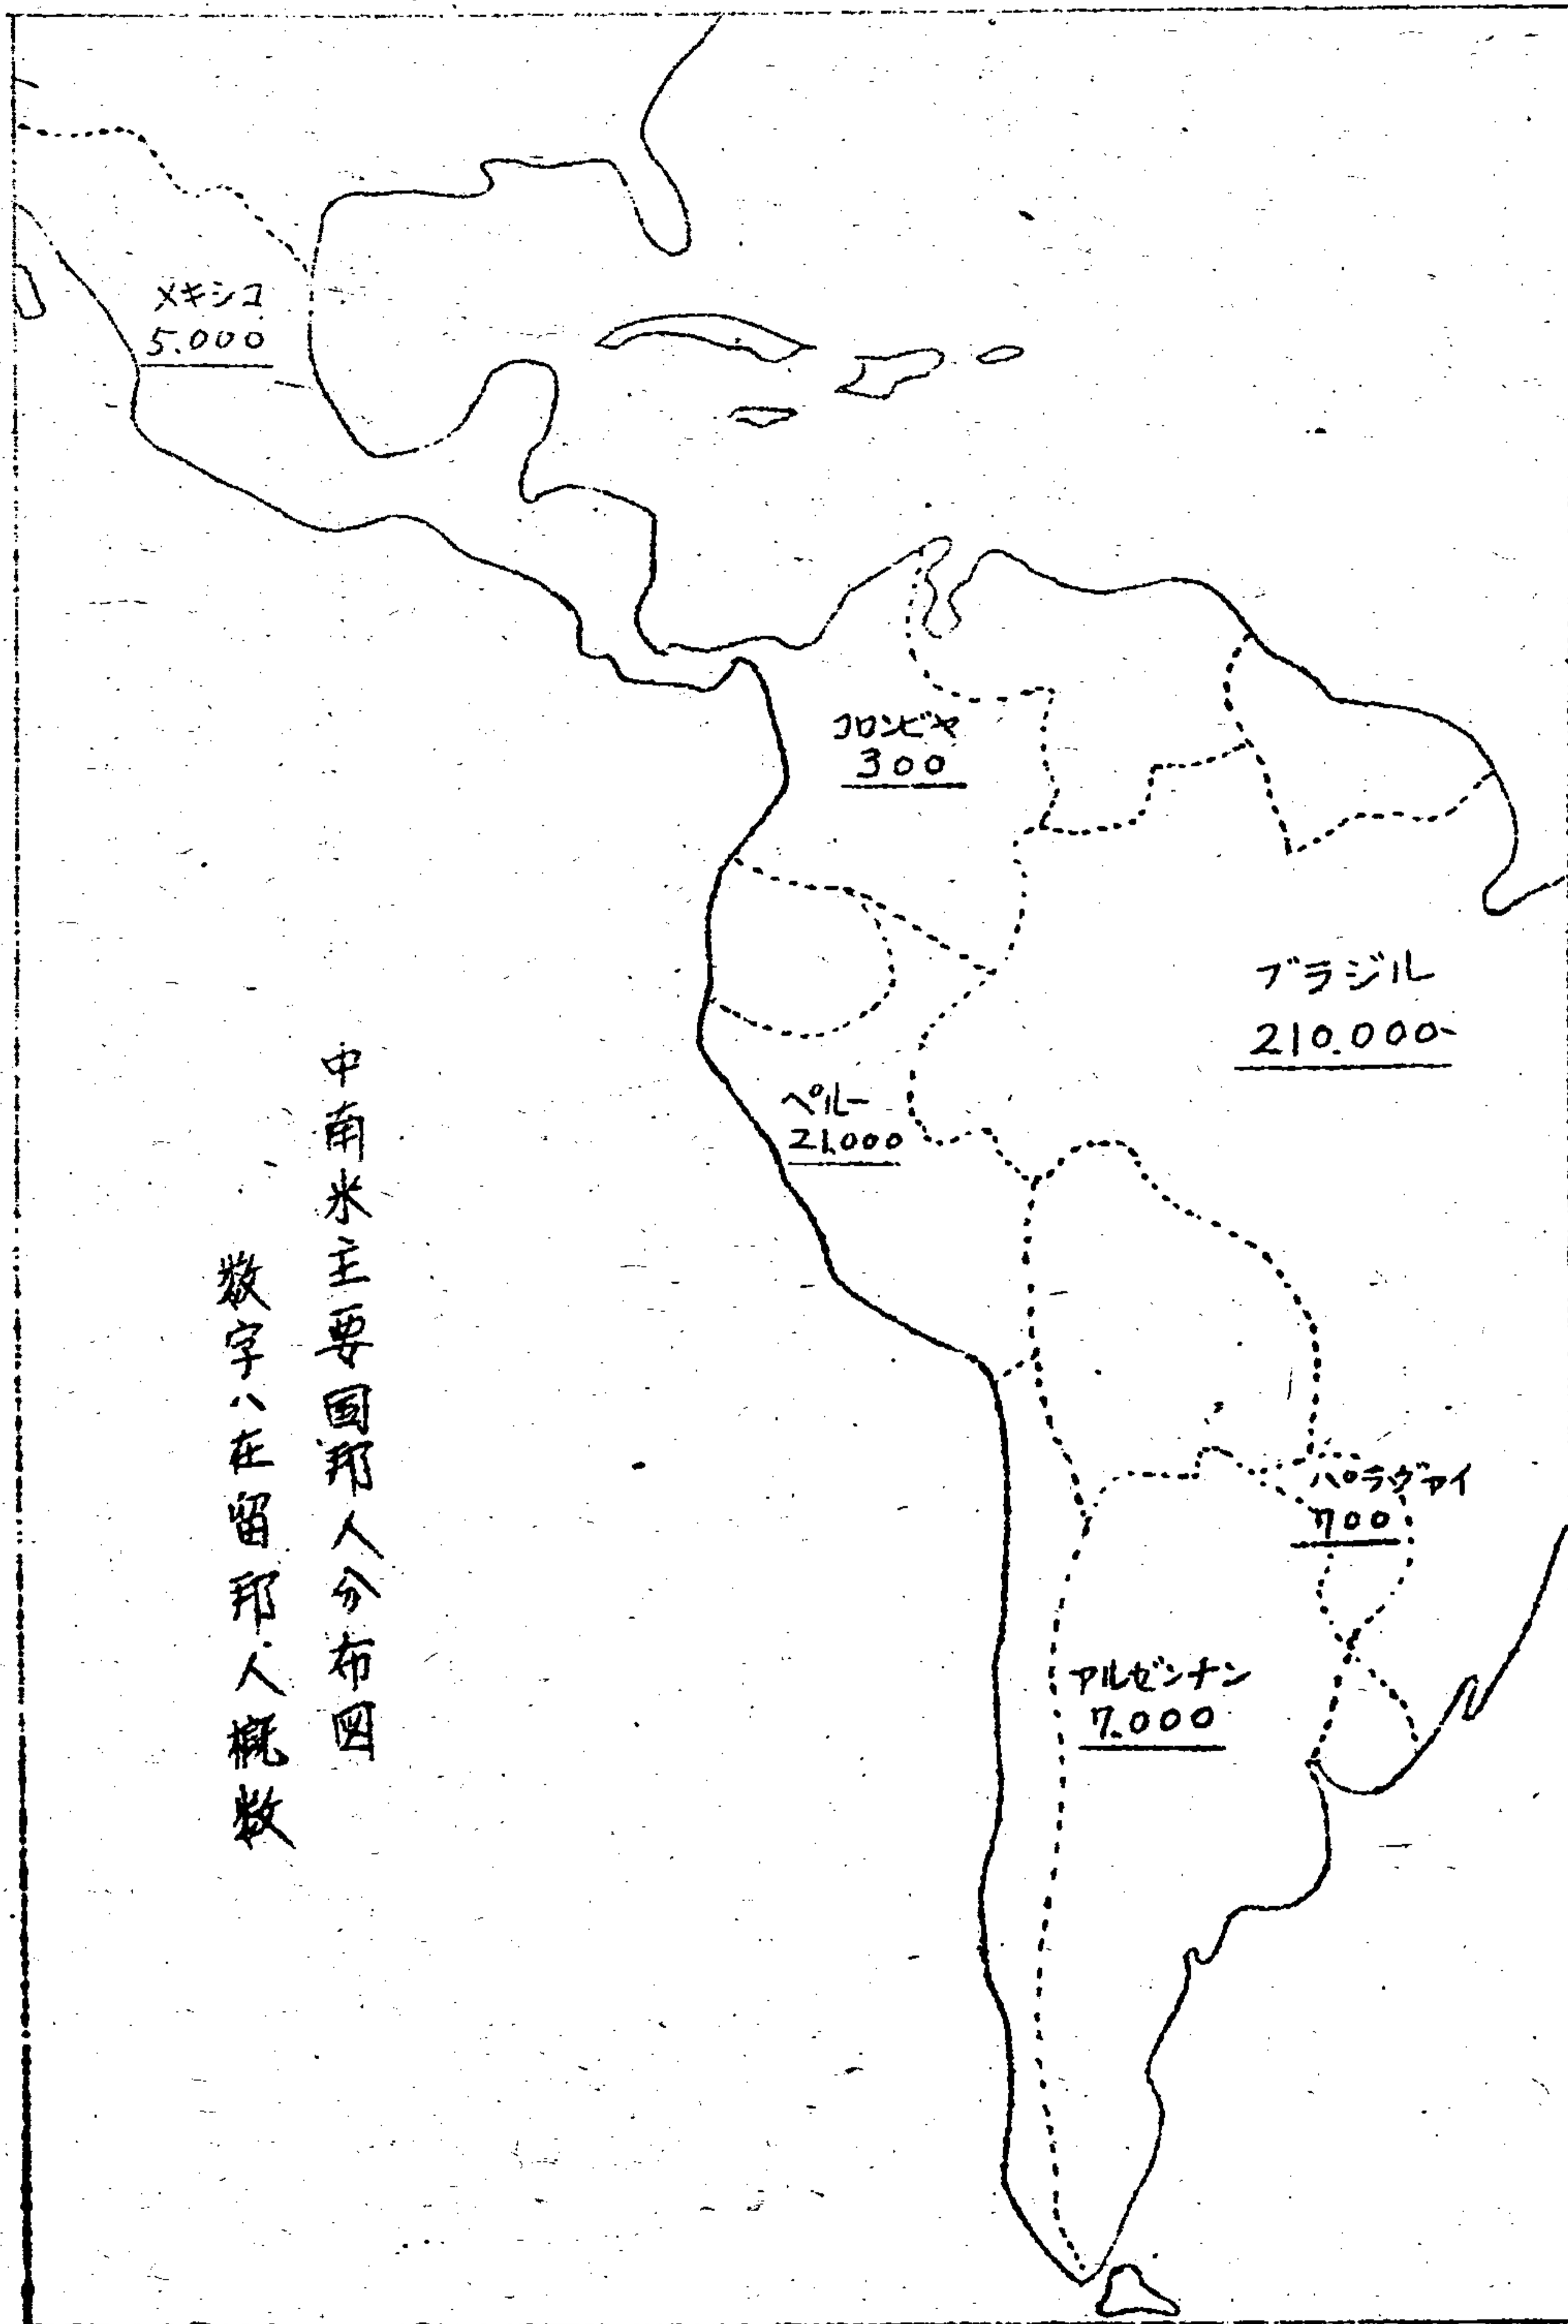 中南米主要国邦人分布図
数字ハ在留邦人概数
メキシコ
5.000
コロンビヤ
300
ブラジル
210.000
ペルー
21.000
パラグァイ
700
アルゼンチン
7.000